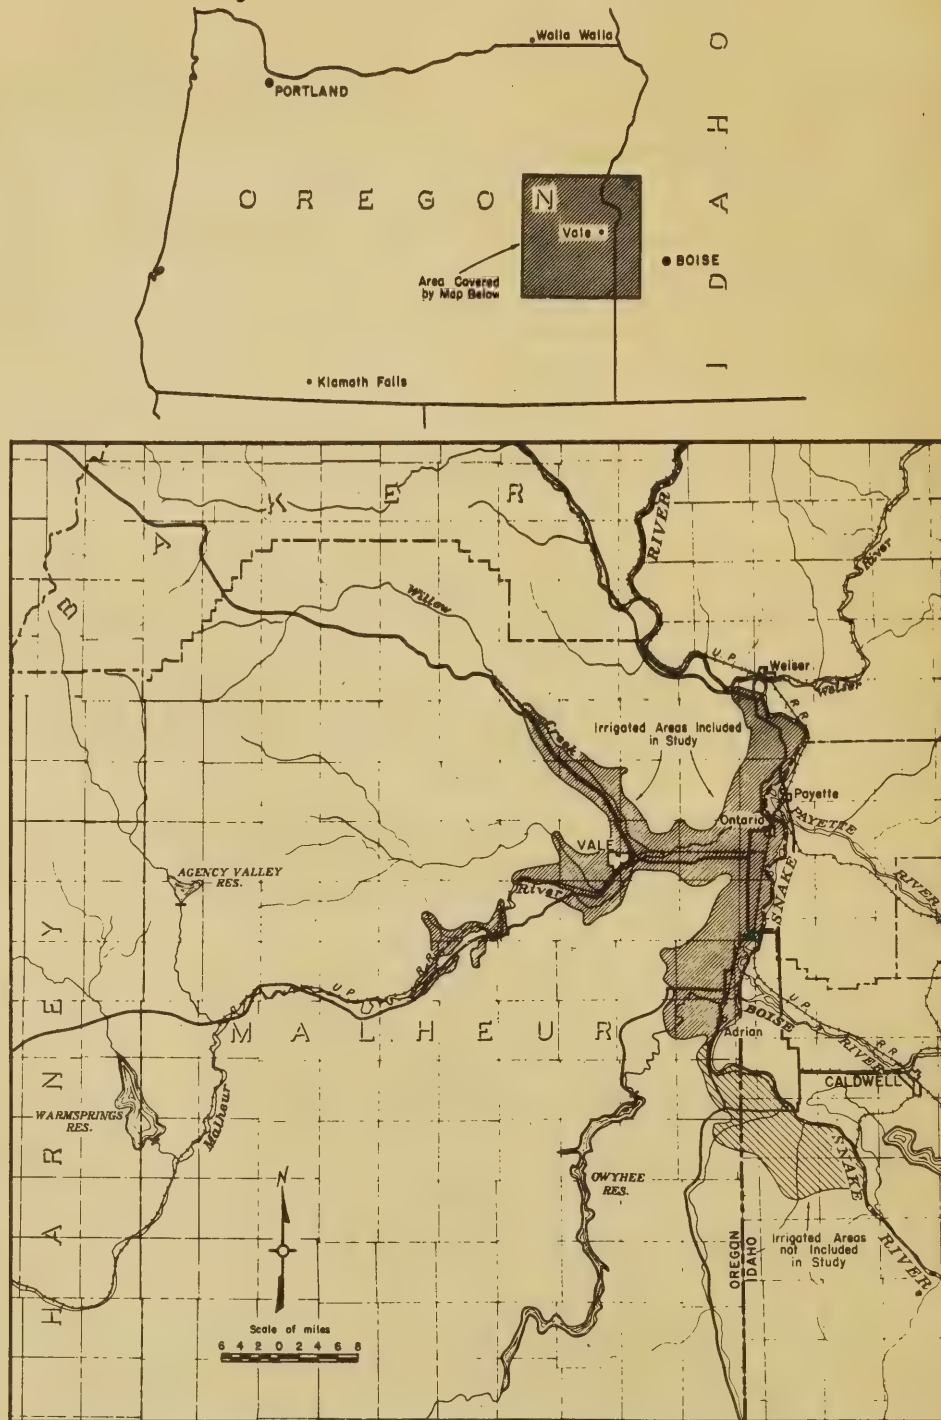 Walla Walla
PORTLAND
OREGON
IDAHO
Vale
BOISE
Area Covered
by Map Below
Klamath Falls
BAKER
RIVER
River
Willow
Creek
U.P.
R.R.
Weiser
Weiser
Irrigated Areas Included
in Study
Payette
PAYETTE
RIVER
Ontario
VALE
River
SNAKE
AGENCY VALLEY
RES.
U.P.
R.R.
MALHEUR
HARNEY
BOISE
RIVER
U.P.
R.R.
Adrian
CALDWELL
WARMSPRINGS
RES.
Malheur
OWYHEE
RES.
SNAKE
RIVER
Irrigated Areas
not Included
in Study
OREGON
IDAHO
N
Scale of miles
6 4 2 0 2 4 6 8